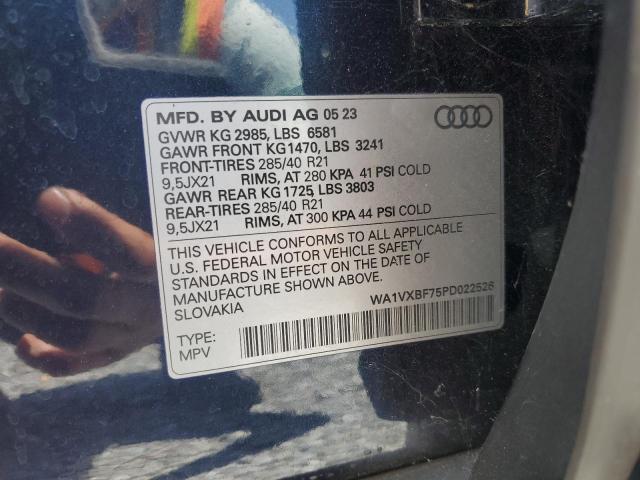 MFD. BY AUDI AG 05 23
GVWR KG 2985, LBS 6581
GAWR FRONT KG1470, LBS 3241
FRONT-TIRES 285/40 R21
9,5JX21 RIMS, AT 280 KPA 41 PSI COLD
GAWR REAR KG 1725, LBS 3803
REAR-TIRES 285/40 R21
9,5JX21 RIMS, AT 300 KPA 44 PSI COLD
THIS VEHICLE CONFORMS TO ALL APPLICABLE
U.S. FEDERAL MOTOR VEHICLE SAFETY
STANDARDS IN EFFECT ON THE DATE OF
MANUFACTURE SHOWN ABOVE.
SLOVAKIA
WA1VXBF75PD022526
TYPE:
MPV